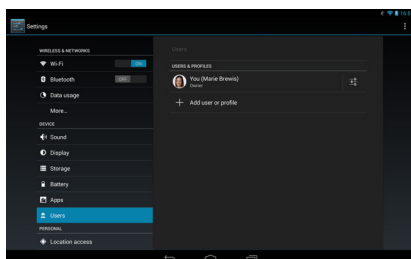 Settings
WIRELESS & NETWORKS
Wi-Fi ON
Bluetooth OFF
Data usage
More...
DEVICE
Sound
Display
Storage
Battery
Apps
Users
PERSONAL
Location access
Users
USERS & PROFILES
You (Marie Brewis)
Owner
Add user or profile